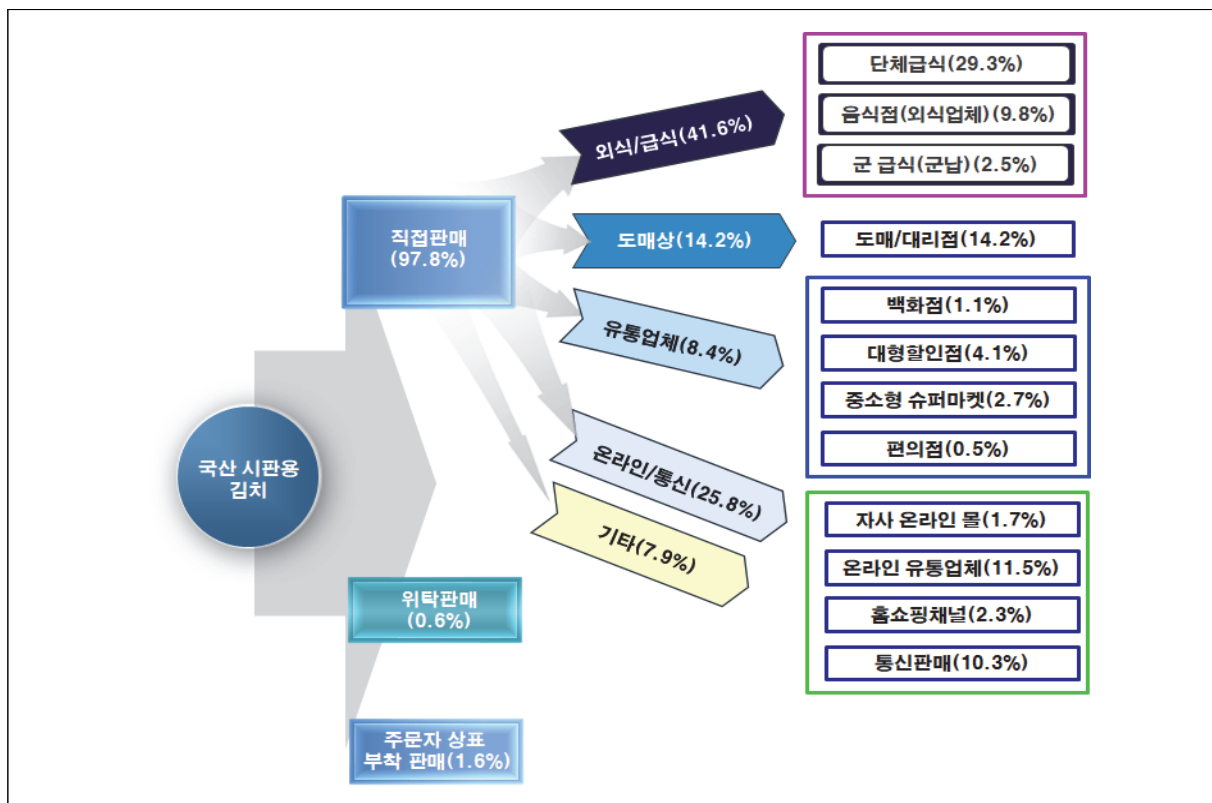 국산 시판용
김치
직접판매
(97.8%)
위탁판매
(0.6%)
주문자 상표
부착 판매(1.6%)
외식/급식(41.6%)
도매상(14.2%)
유통업체(8.4%)
온라인/통신(25.8%)
기타(7.9%)
단체급식(29.3%)
음식점(외식업체)(9.8%)
군 급식(군납)(2.5%)
도매/대리점(14.2%)
백화점(1.1%)
대형할인점(4.1%)
중소형 슈퍼마켓(2.7%)
편의점(0.5%)
자사 온라인 몰(1.7%)
온라인 유통업체(11.5%)
홈쇼핑채널(2.3%)
통신판매(10.3%)